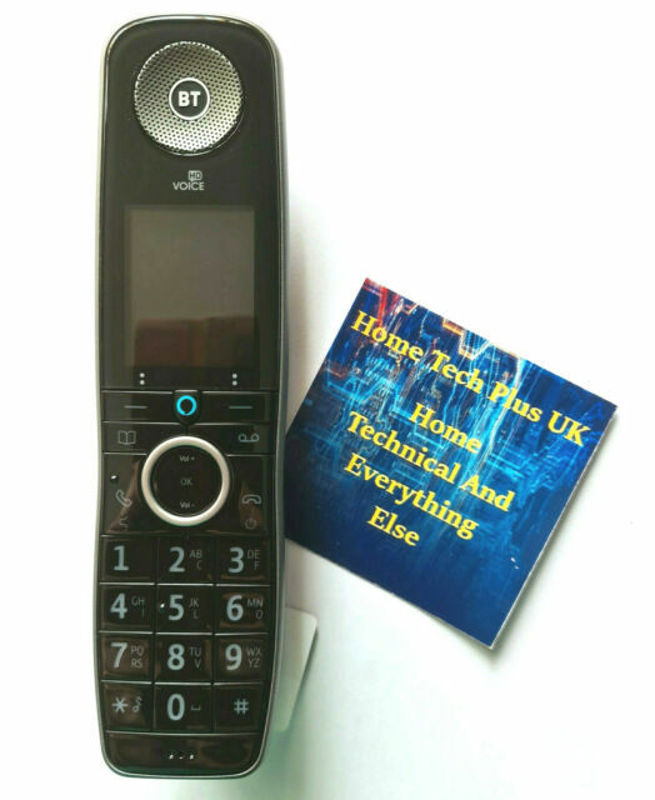 BT
HD
VOICE
Vol +
OK
Vol -
1
2 ABC
3 DEF
4 GHI
5 JKL
6 MNO
7 PQRS
8 TUV
9 WXYZ
*
0
#
Home Tech Plus UK
Home
Technical And
Everything
Else